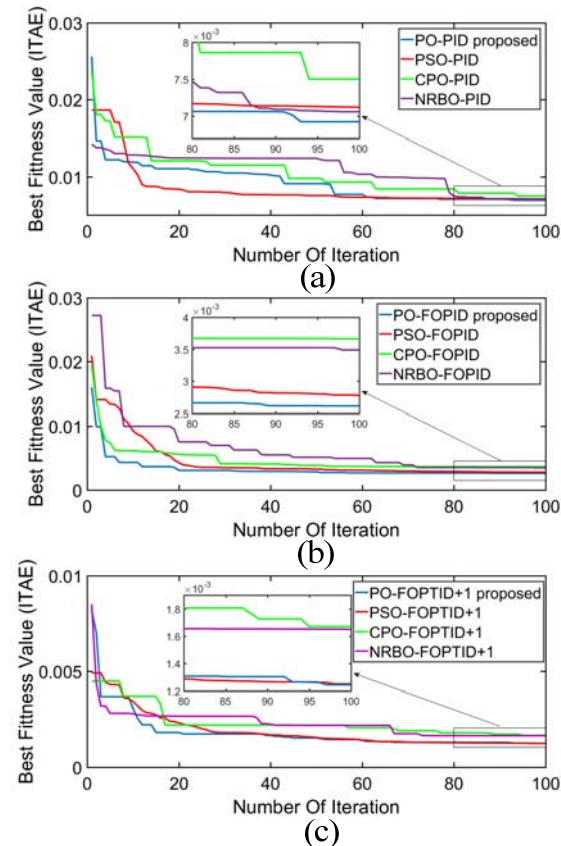 (a)
Best Fittness Value (ITAE)
0.03
0.02
0.01
×10⁻³
8
7.5
7
80 85 90 95 100
PO-PID proposed
PSO-PID
CPO-PID
NRBO-PID
0 20 40 60 80 100
Number Of Iteration
(a)
Best Fittness Value (ITAE)
0.03
0.02
0.01
0
×10⁻³
4
3.5
3
2.5
80 85 90 95 100
PO-FOPID proposed
PSO-FOPID
CPO-FOPID
NRBO-FOPID
0 20 40 60 80 100
Number Of Iteration
(b)
Best Fittness Value (ITAE)
0.01
0.005
0
×10⁻³
1.8
1.6
1.4
1.2
80 85 90 95 100
PO-FOPTID+1 proposed
PSO-FOPTID+1
CPO-FOPTID+1
NRBO-FOPTID+1
0 20 40 60 80 100
Number Of Iteration
(c)